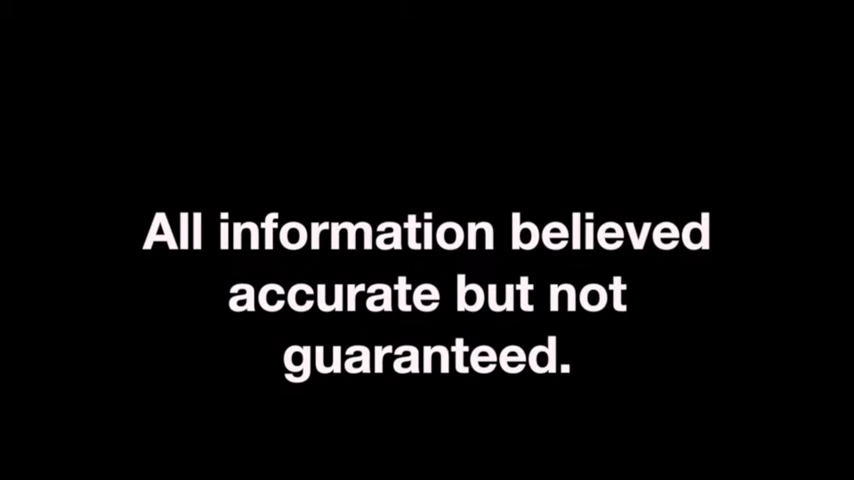 All information believed
accurate but not
guaranteed.